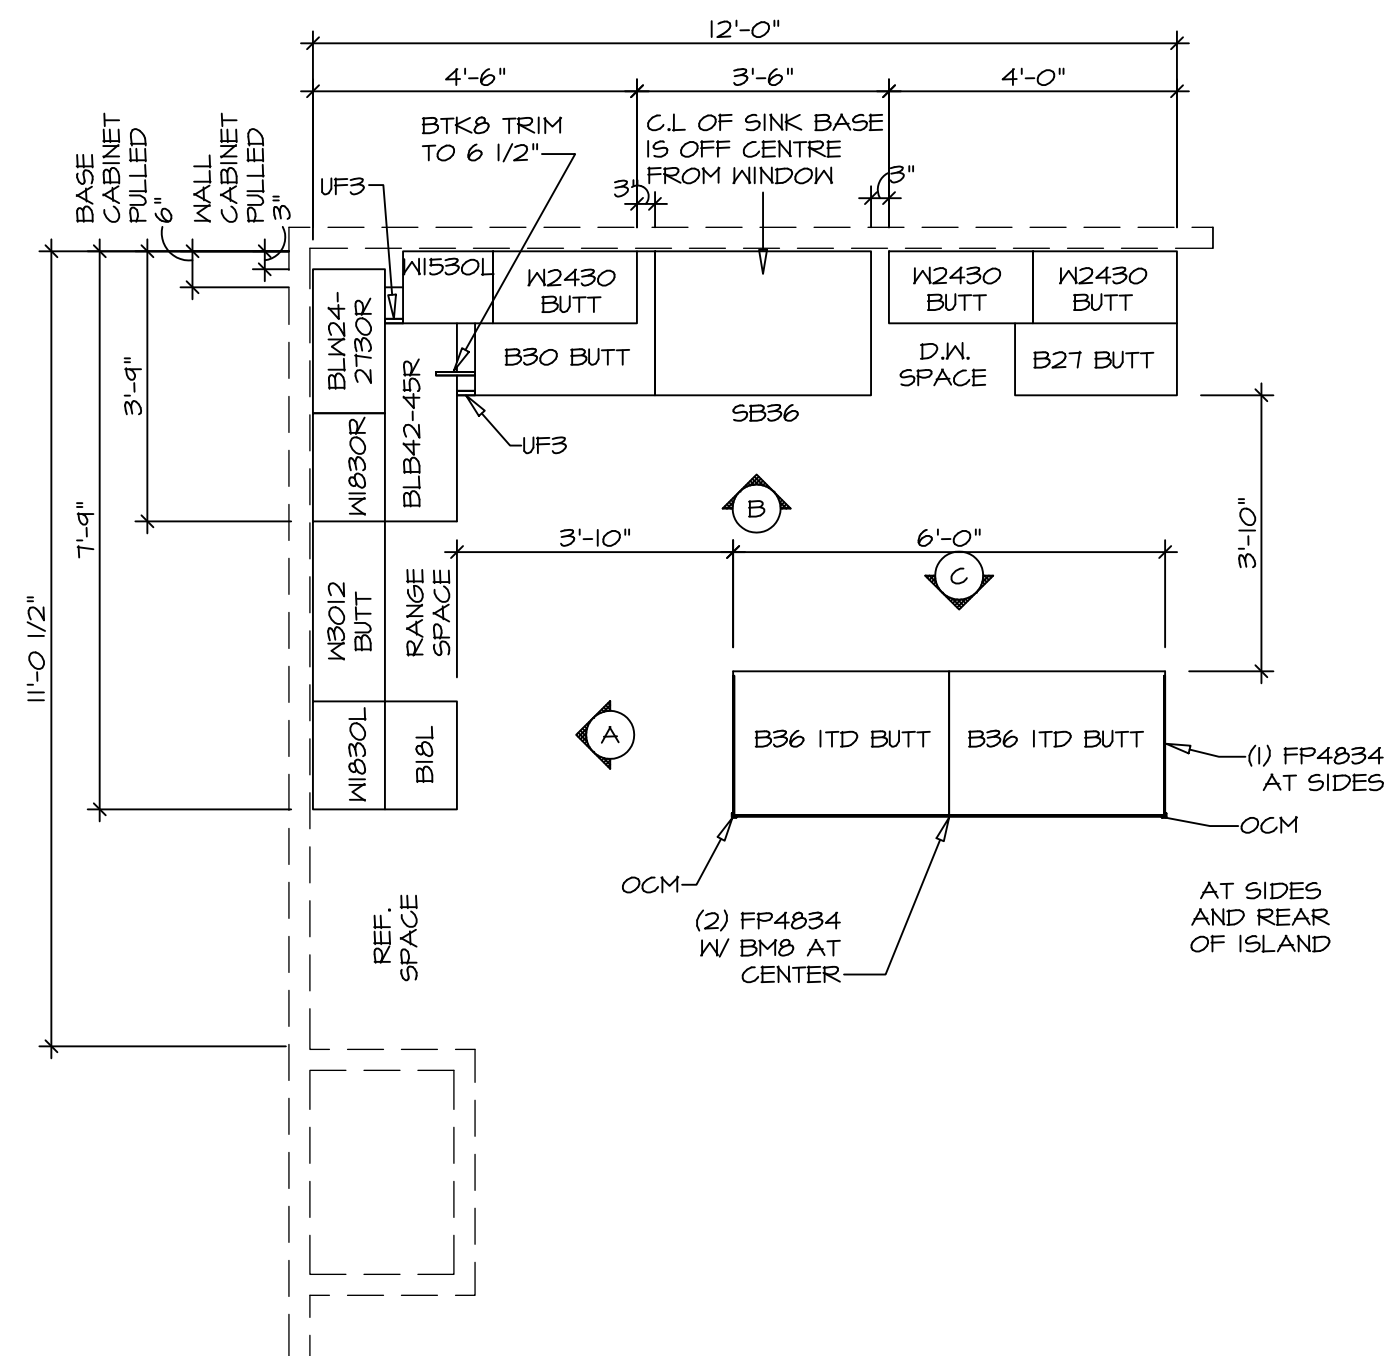 12'-0"
4'-6"
3'-6"
4'-0"
BTK8 TRIM
TO 6 1/2"
C.L OF SINK BASE
IS OFF CENTRE
FROM WINDOW
3"
3"
UF3
BASE
CABINET
PULLED
6"
WALL
CABINET
PULLED
3"
W1530L
W2430
BUTT
W2430
BUTT
W2430
BUTT
BLW24-
2730R
B30 BUTT
D.W.
SPACE
B27 BUTT
SB36
BLB42-45R
UF3
W1830R
3'-9"
7'-9"
11'-0 1/2"
B
3'-10"
6'-0"
3'-10"
C
W3012
BUTT
RANGE
SPACE
A
W1830L
B18L
B36 1TD BUTT
B36 1TD BUTT
(1) FP4834
AT SIDES
OCM
OCM
(2) FP4834
W/ BM8 AT
CENTER
AT SIDES
AND REAR
OF ISLAND
REF.
SPACE